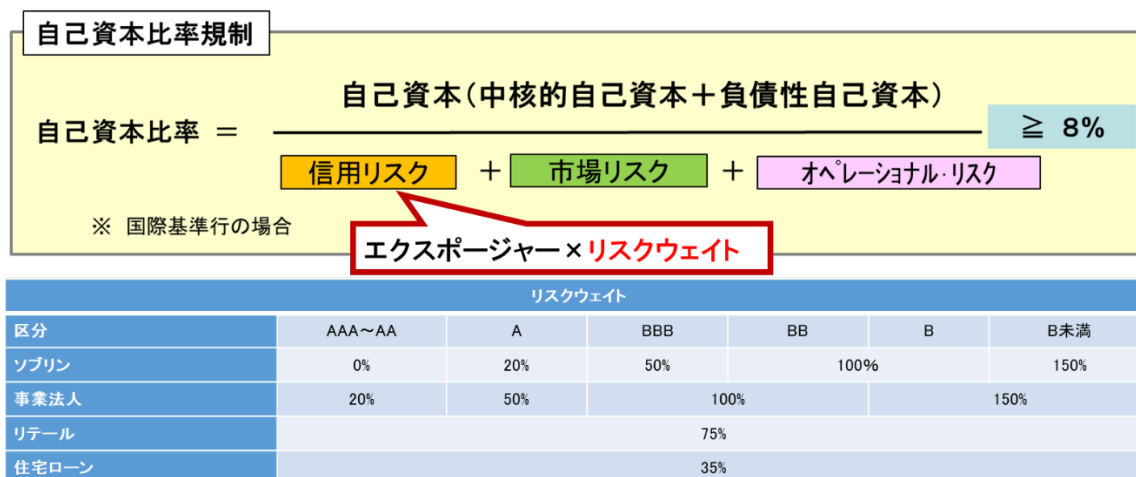 自己資本比率規制
自己資本(中核的自己資本+負債性自己資本)
自己資本比率 = ≧ 8%
信用リスク + 市場リスク + オペレーショナル・リスク
※ 国際基準行の場合
エクスポージャー×リスクウェイト
リスクウェイト
区分 AAA~AA A BBB BB B B未満
ソブリン 0% 20% 50% 100% 150%
事業法人 20% 50% 100% 150%
リテール 75%
住宅ローン 35%